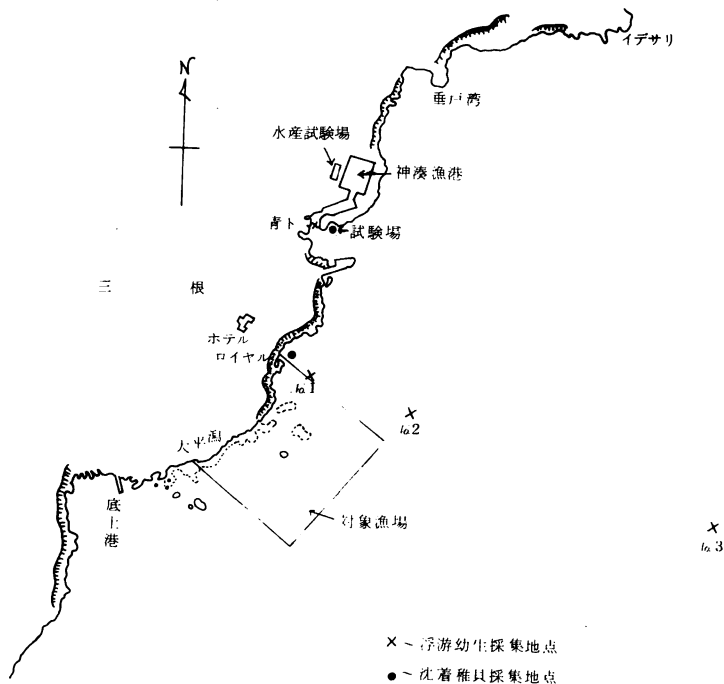 イデサリ
垂戸湾
N
水産試験場
神湊漁港
青ト
試験場
三根
ホテル
ロイヤル
№1
№2
大平潟
対象漁場
底土港
№3
× - 浮游幼生採集地点
● - 沈着稚貝採集地点